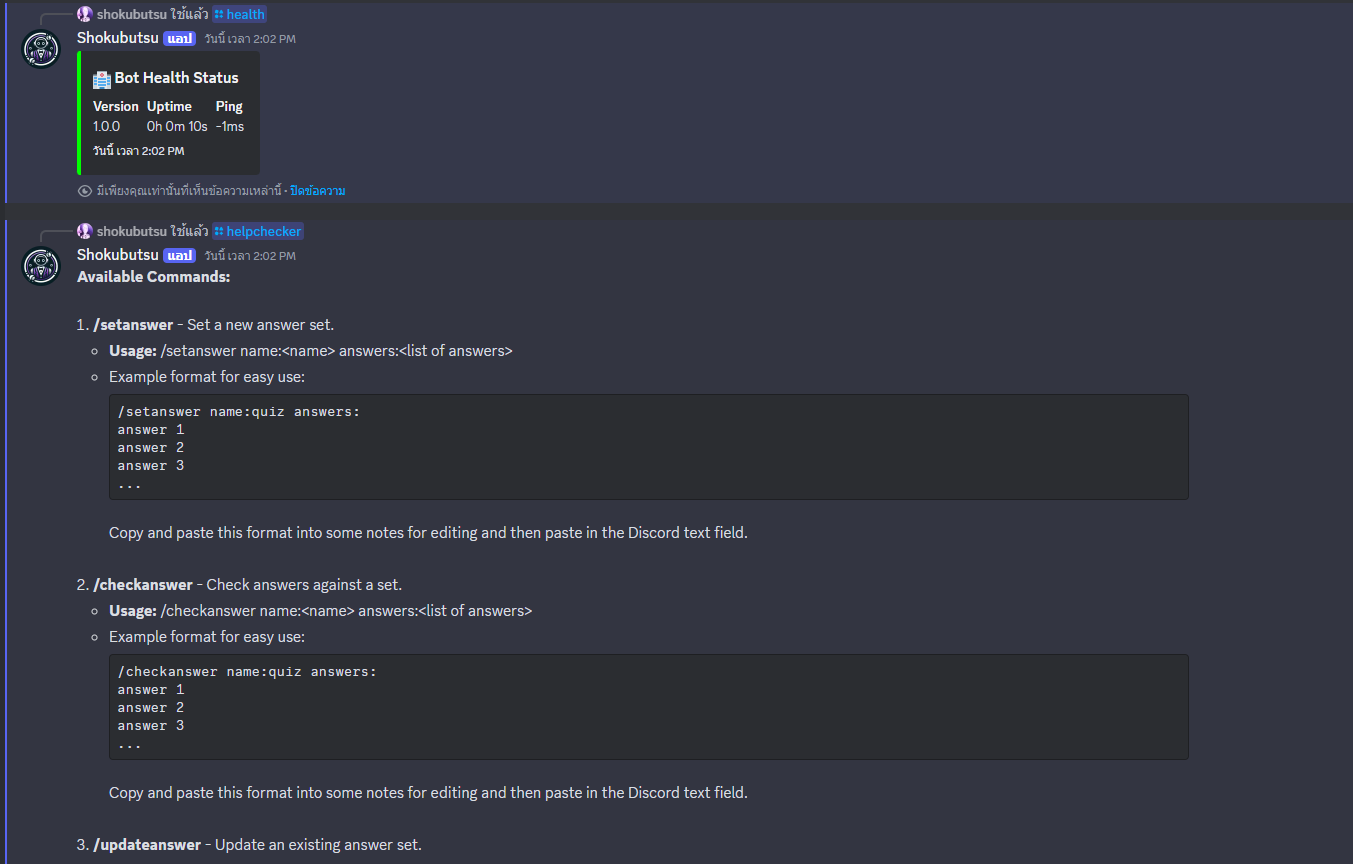 shokubutsu ใช้แล้ว health
Shokubutsu แอป วันนี้ เวลา 2:02 PM
🏥 Bot Health Status
Version Uptime Ping
1.0.0 0h 0m 10s -1ms
วันนี้ เวลา 2:02 PM
มีเพียงคุณเท่านั้นที่เห็นข้อความเหล่านี้ • ปิดข้อความ
shokubutsu ใช้แล้ว helpchecker
Shokubutsu แอป วันนี้ เวลา 2:02 PM
Available Commands:
1. /setanswer - Set a new answer set.
Usage: /setanswer name:<name> answers:<list of answers>
Example format for easy use:
/setanswer name:quiz answers:
answer 1
answer 2
answer 3
...
Copy and paste this format into some notes for editing and then paste in the Discord text field.
2. /checkanswer - Check answers against a set.
Usage: /checkanswer name:<name> answers:<list of answers>
Example format for easy use:
/checkanswer name:quiz answers:
answer 1
answer 2
answer 3
...
Copy and paste this format into some notes for editing and then paste in the Discord text field.
3. /updateanswer - Update an existing answer set.